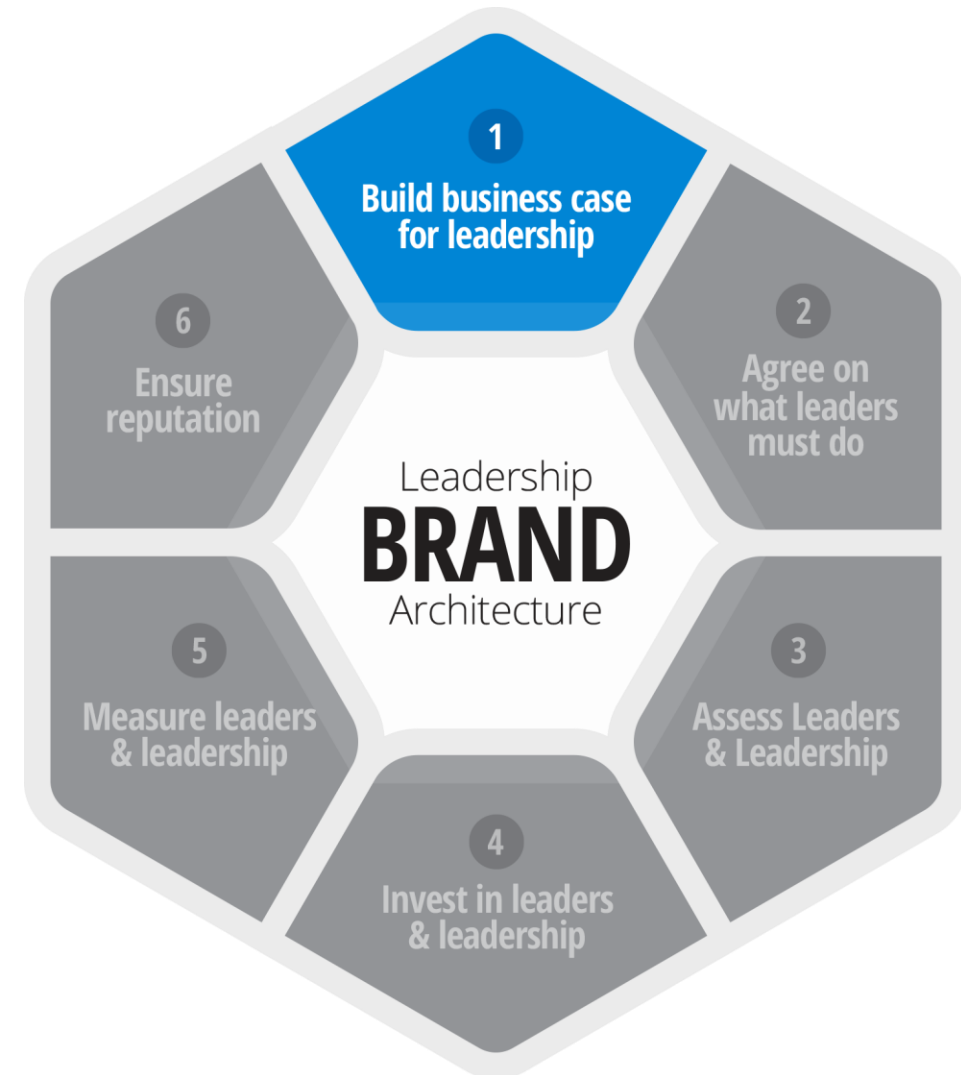 1
Build business case
for leadership
2
Agree on
what leaders
must do
3
Assess Leaders
& Leadership
4
Invest in leaders
& leadership
5
Measure leaders
& leadership
6
Ensure
reputation
Leadership
BRAND
Architecture